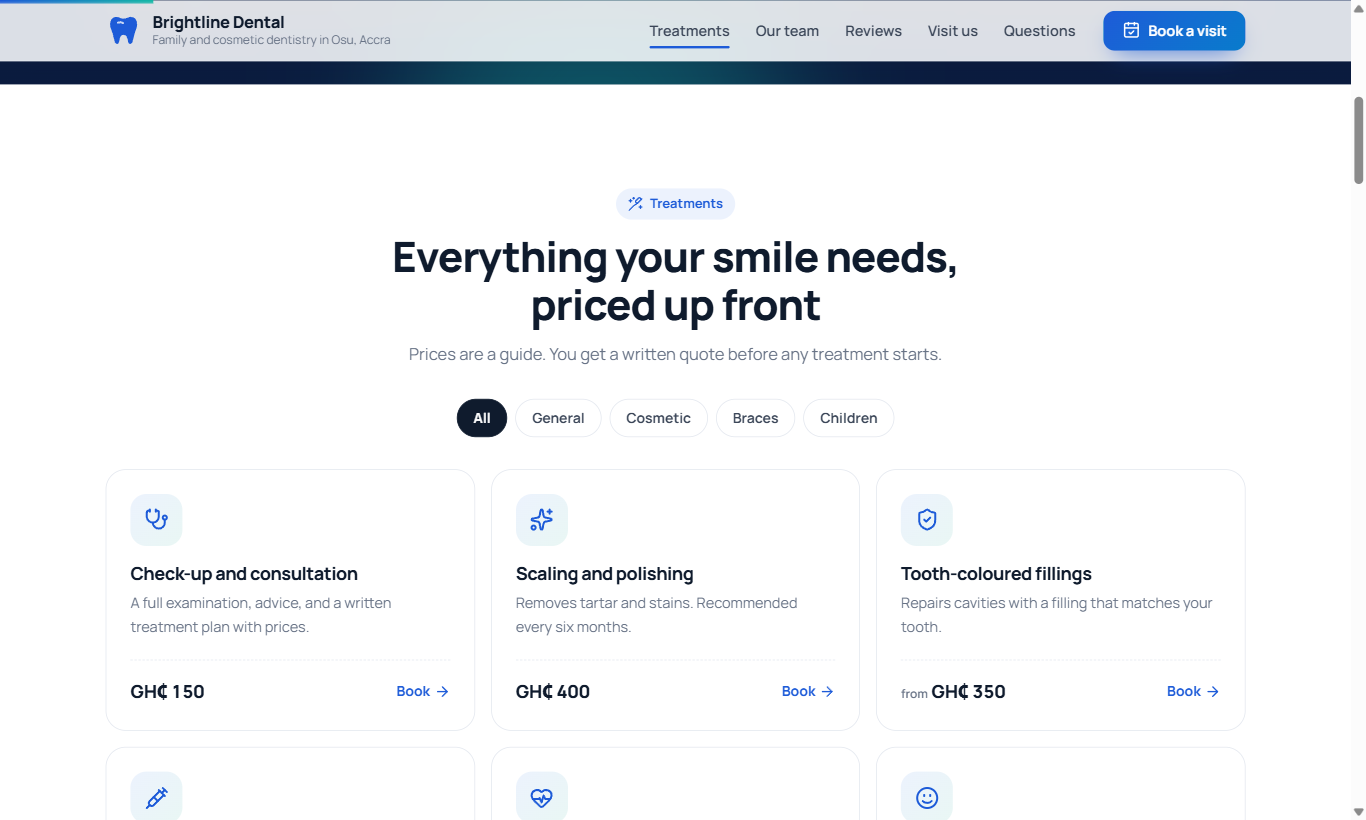 Brightline Dental
Family and cosmetic dentistry in Osu, Accra
Treatments
Our team
Reviews
Visit us
Questions
Book a visit
Treatments
Everything your smile needs,
priced up front
Prices are a guide. You get a written quote before any treatment starts.
All
General
Cosmetic
Braces
Children
Check-up and consultation
A full examination, advice, and a written
treatment plan with prices.
GH₵ 150
Book
Scaling and polishing
Removes tartar and stains. Recommended
every six months.
GH₵ 400
Book
Tooth-coloured fillings
Repairs cavities with a filling that matches your
tooth.
from GH₵ 350
Book